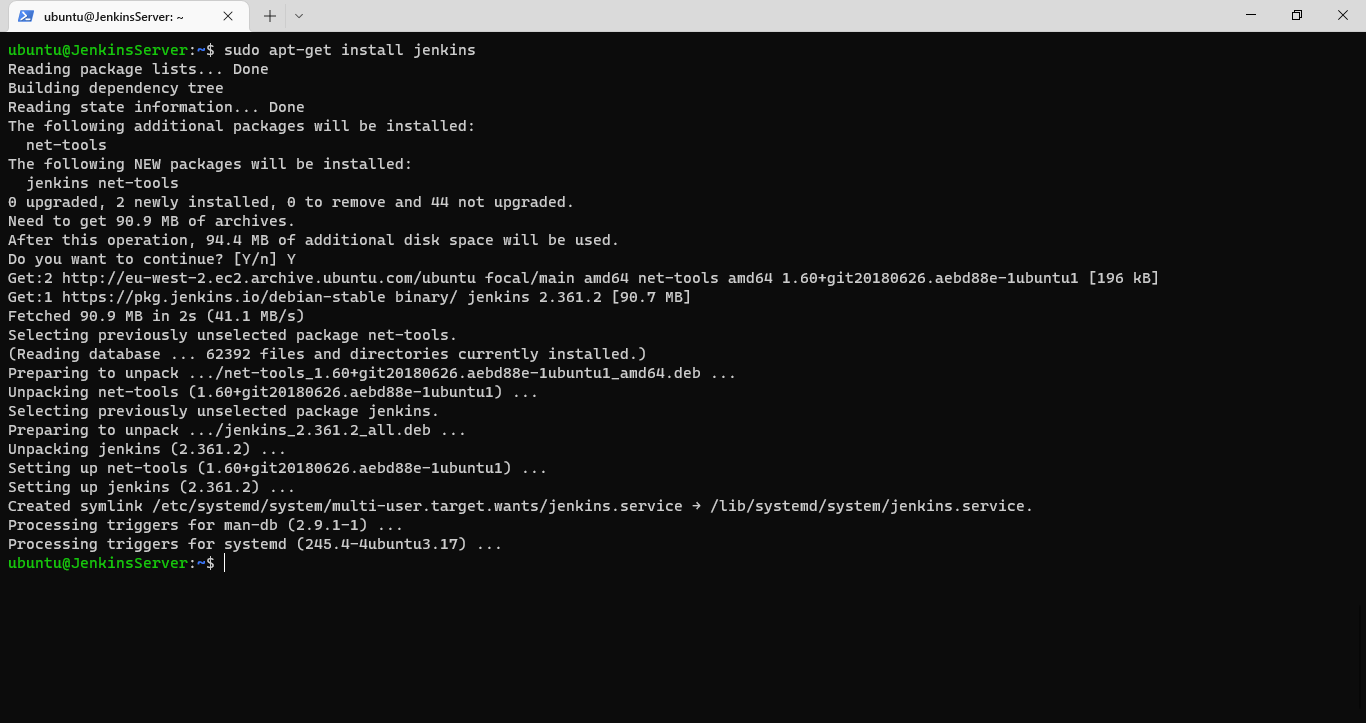 ubuntu@JenkinsServer: ~
ubuntu@JenkinsServer:~$ sudo apt-get install jenkins
Reading package lists... Done
Building dependency tree
Reading state information... Done
The following additional packages will be installed:
  net-tools
The following NEW packages will be installed:
  jenkins net-tools
0 upgraded, 2 newly installed, 0 to remove and 44 not upgraded.
Need to get 90.9 MB of archives.
After this operation, 94.4 MB of additional disk space will be used.
Do you want to continue? [Y/n] Y
Get:2 http://eu-west-2.ec2.archive.ubuntu.com/ubuntu focal/main amd64 net-tools amd64 1.60+git20180626.aebd88e-1ubuntu1 [196 kB]
Get:1 https://pkg.jenkins.io/debian-stable binary/ jenkins 2.361.2 [90.7 MB]
Fetched 90.9 MB in 2s (41.1 MB/s)
Selecting previously unselected package net-tools.
(Reading database ... 62392 files and directories currently installed.)
Preparing to unpack .../net-tools_1.60+git20180626.aebd88e-1ubuntu1_amd64.deb ...
Unpacking net-tools (1.60+git20180626.aebd88e-1ubuntu1) ...
Selecting previously unselected package jenkins.
Preparing to unpack .../jenkins_2.361.2_all.deb ...
Unpacking jenkins (2.361.2) ...
Setting up net-tools (1.60+git20180626.aebd88e-1ubuntu1) ...
Setting up jenkins (2.361.2) ...
Created symlink /etc/systemd/system/multi-user.target.wants/jenkins.service → /lib/systemd/system/jenkins.service.
Processing triggers for man-db (2.9.1-1) ...
Processing triggers for systemd (245.4-4ubuntu3.17) ...
ubuntu@JenkinsServer:~$